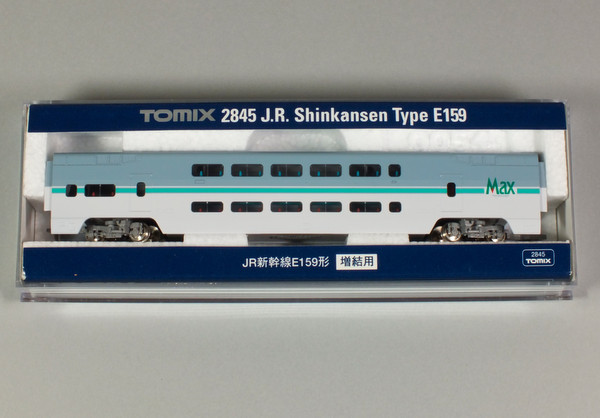 TOMIX 2845 J.R. Shinkansen Type E159
Max
JR新幹線E159形 増結用
2845
TOMIX